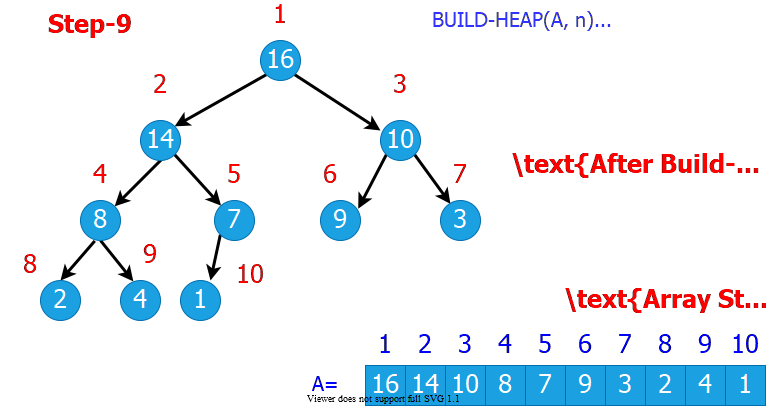 Step-9
1
BUILD-HEAP(A, n)...
16
2
3
14
10
\text{After Build-...
4
5
6
7
8
7
9
3
8
9
10
2
4
1
\text{Array St...
1 2 3 4 5 6 7 8 9 10
A= 16 14 10 8 7 9 3 2 4 1
Viewer does not support full SVG 1.1